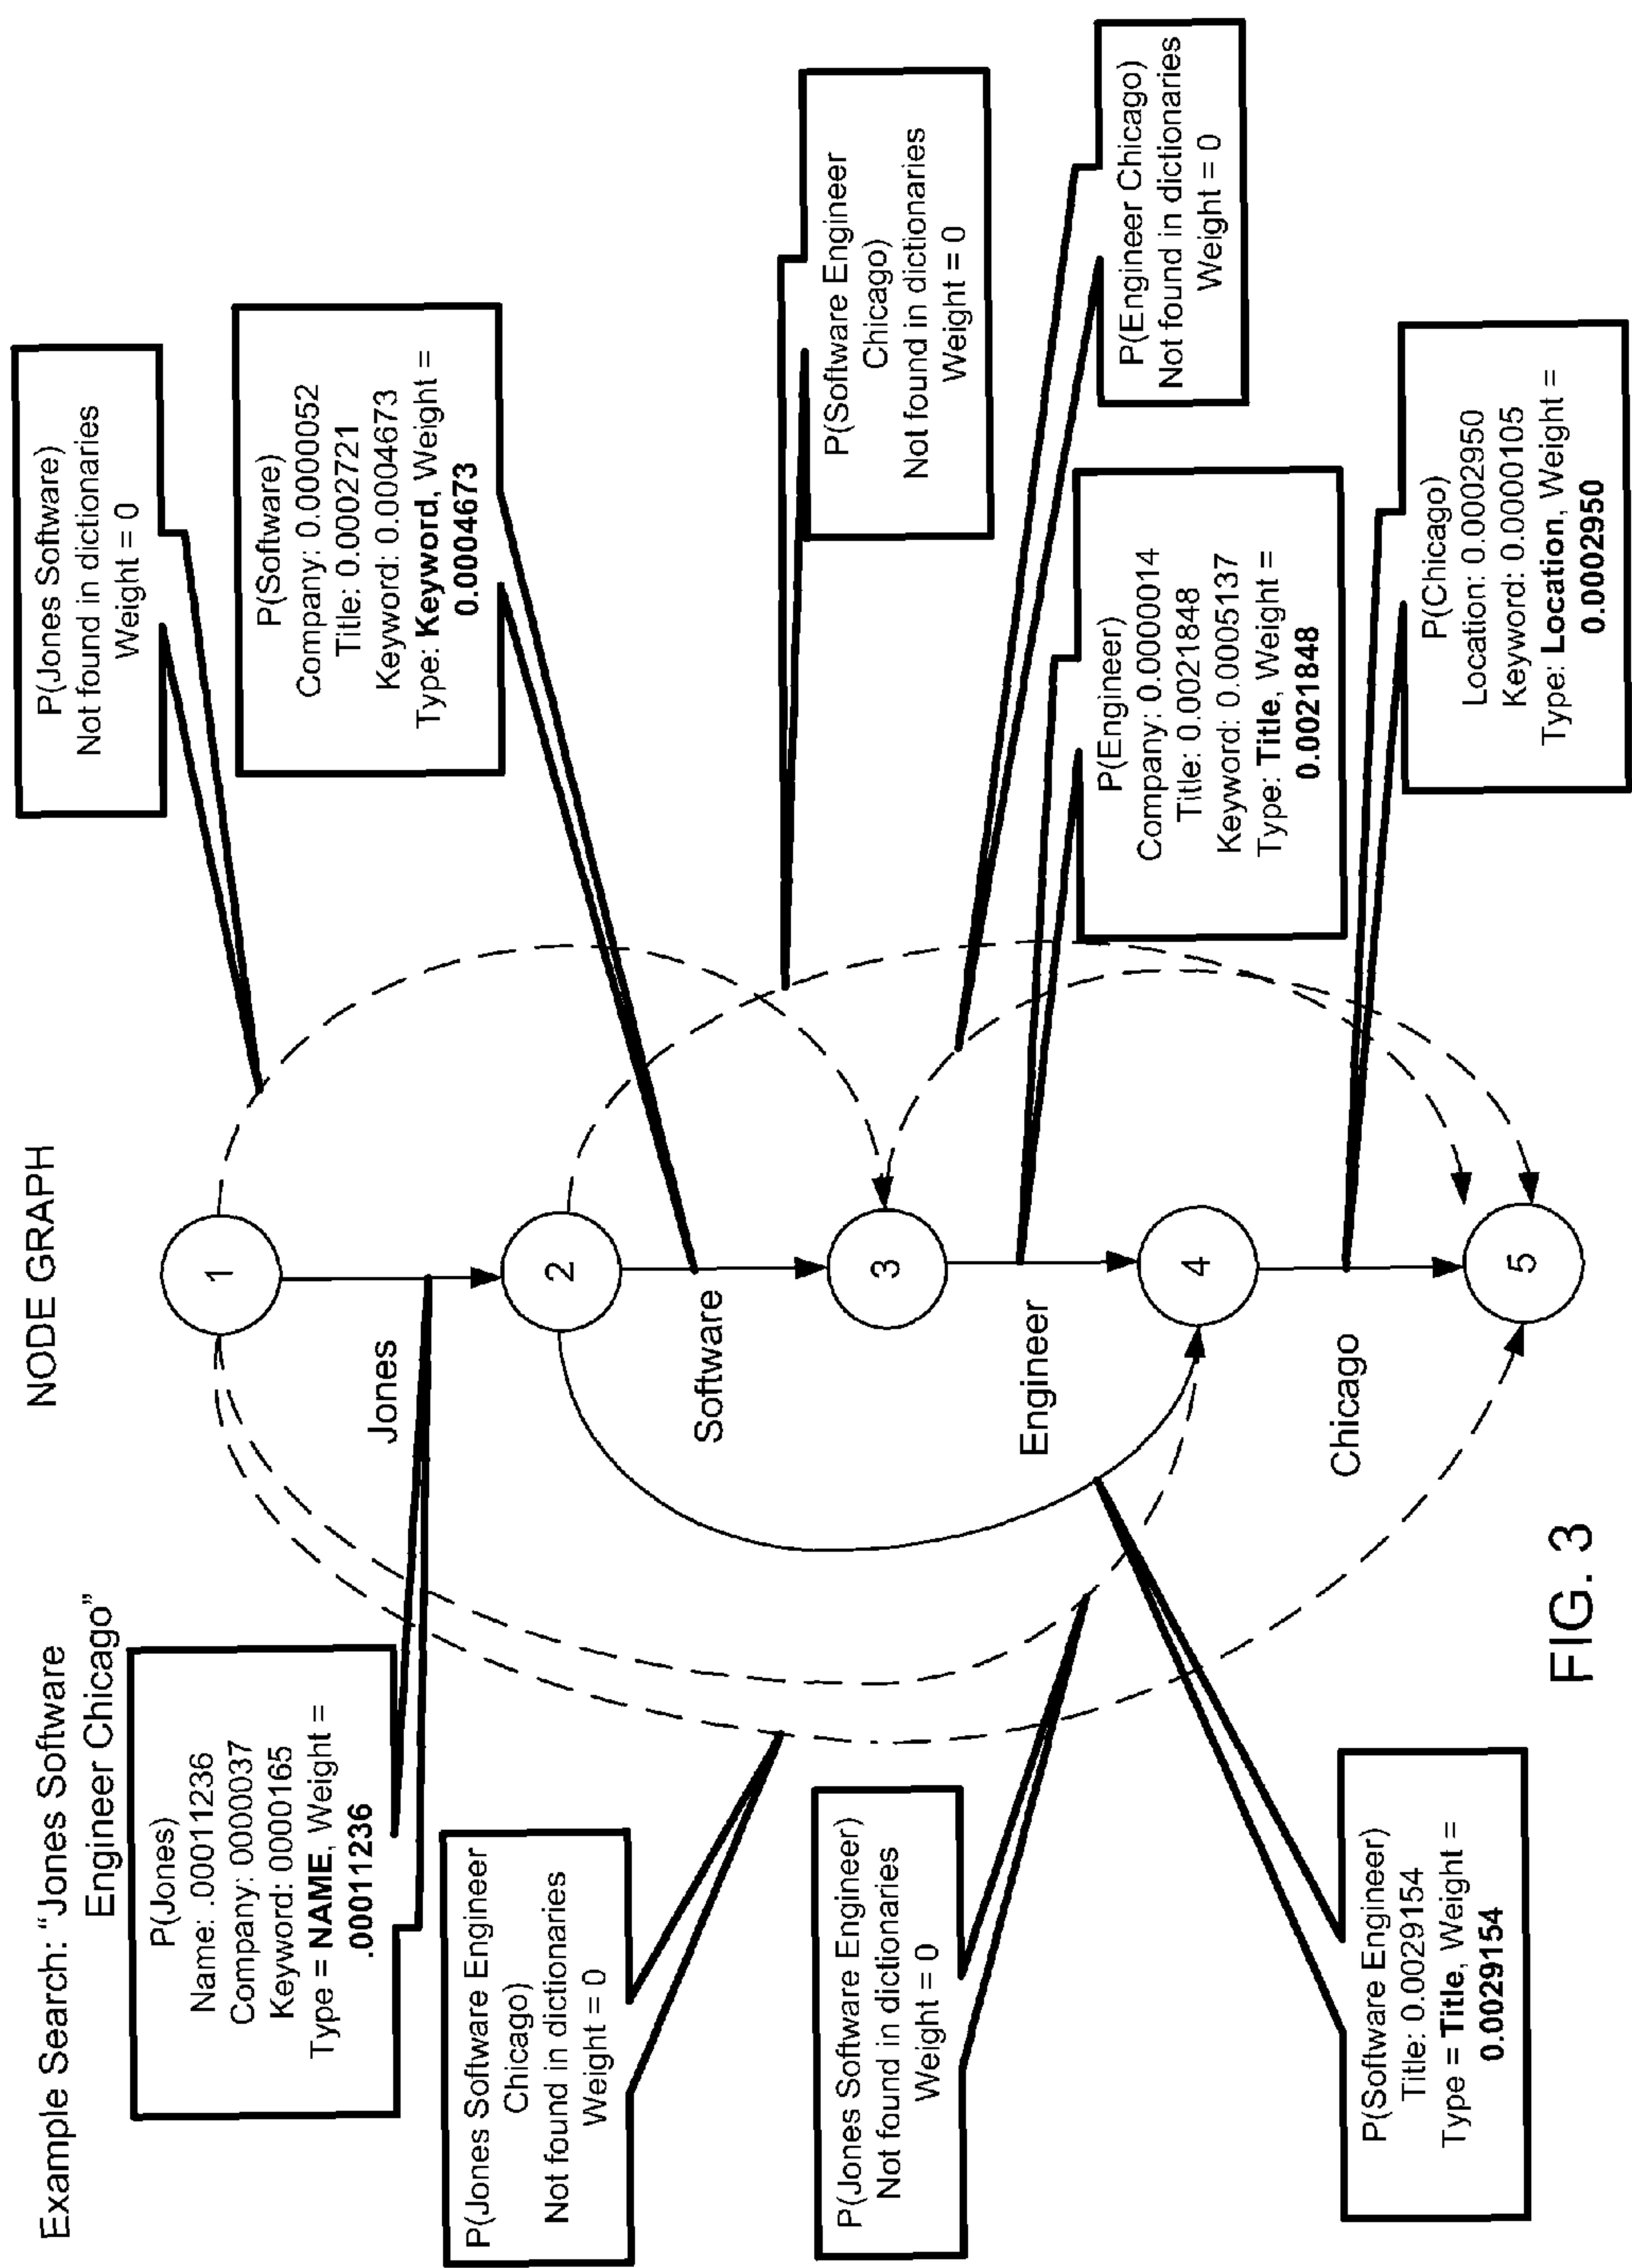 Example Search: "Jones Software
Engineer Chicago"
NODE GRAPH
P(Jones)
Name: .00011236
Company: 0000037
Keyword: 0000165
Type = NAME, Weight =
.00011236
P(Jones Software)
Not found in dictionaries
Weight = 0
1
Jones
P(Software)
Company: 0.0000052
Title: 0.0002721
Keyword: 0.0004673
Type: Keyword, Weight =
0.0004673
P(Jones Software Engineer
Chicago)
Not found in dictionaries
Weight = 0
2
Software
P(Software Engineer
Chicago)
Not found in dictionaries
Weight = 0
P(Jones Software Engineer)
Not found in dictionaries
Weight = 0
3
Engineer
P(Engineer Chicago)
Not found in dictionaries
Weight = 0
P(Engineer)
Company: 0.0000014
Title: 0.0021848
Keyword: 0.0005137
Type: Title, Weight =
0.0021848
4
Chicago
P(Software Engineer)
Title: 0.0029154
Type = Title, Weight =
0.0029154
P(Chicago)
Location: 0.0002950
Keyword: 0.0000105
Type: Location, Weight =
0.0002950
5
FIG. 3